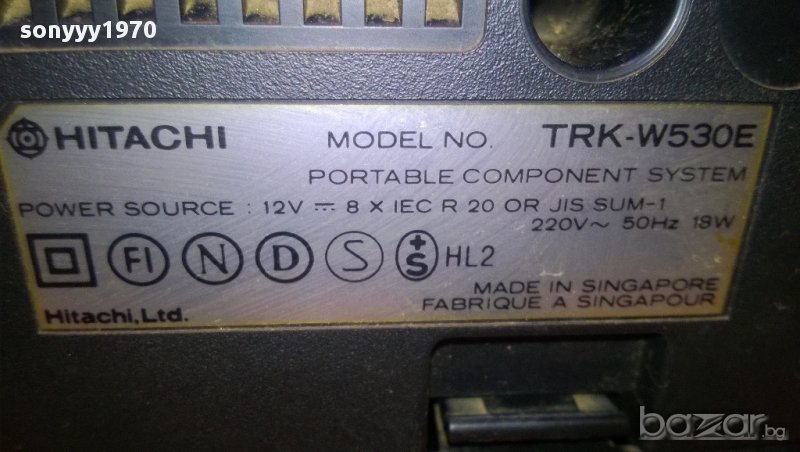 sonyyy1970
HITACHI MODEL NO. TRK-W530E
PORTABLE COMPONENT SYSTEM
POWER SOURCE : 12V ⎓ 8 X IEC R 20 OR JIS SUM-1
220V~ 50Hz 18W
FI N D S +S HL2
MADE IN SINGAPORE
FABRIQUE A SINGAPOUR
Hitachi, Ltd.
bazar.bg